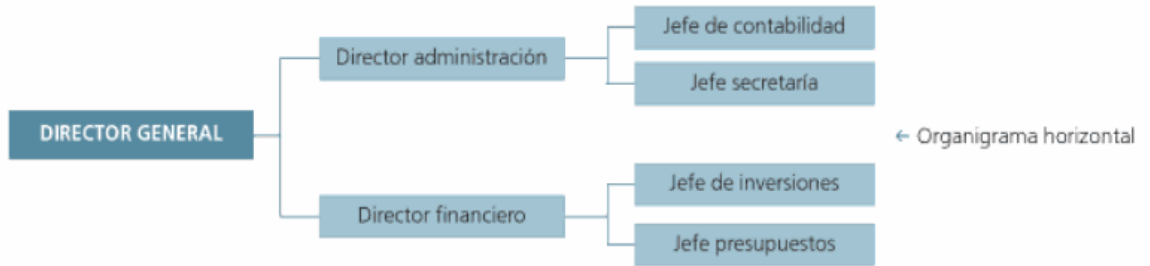 Jefe de contabilidad
Director administración
Jefe secretaría
DIRECTOR GENERAL
← Organigrama horizontal
Jefe de inversiones
Director financiero
Jefe presupuestos